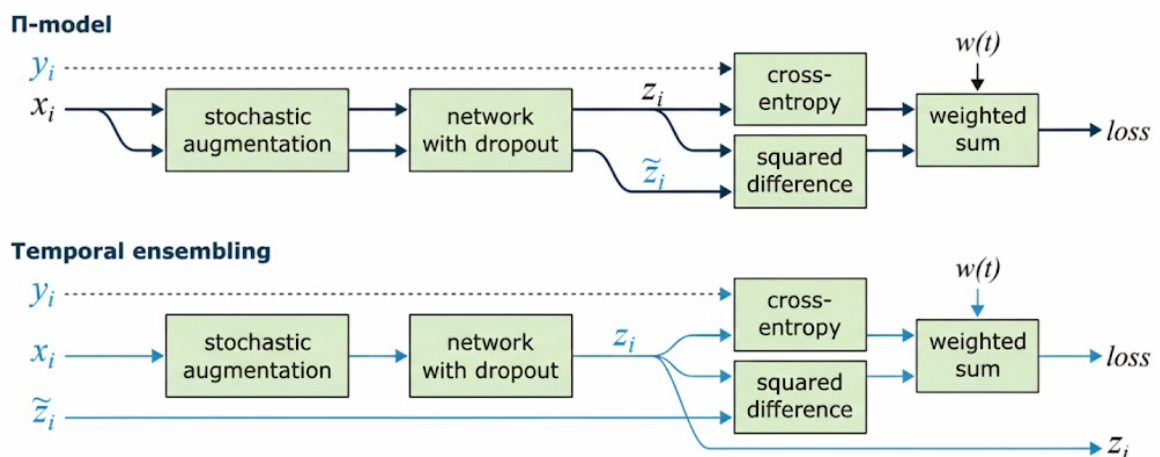 Π-model
w(t)
y_i
cross-
entropy
x_i
stochastic
augmentation
network
with dropout
z_i
weighted
sum
loss
z̃_i
squared
difference
Temporal ensembling
w(t)
y_i
cross-
entropy
x_i
stochastic
augmentation
network
with dropout
z_i
weighted
sum
loss
squared
difference
z̃_i
z_i